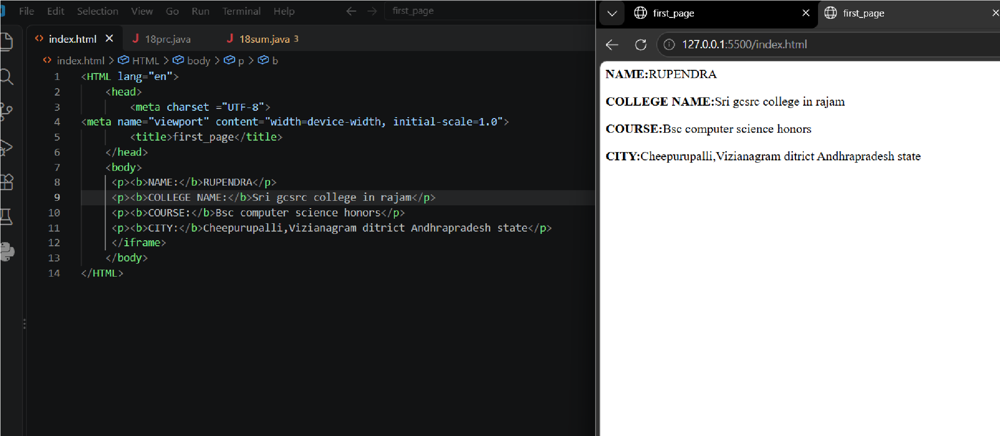 File Edit Selection View Go Run Terminal Help first_page
index.html 18prc.java 18sum.java 3
index.html > HTML > body > p > b
1 <HTML lang="en">
2 <head>
3 <meta charset ="UTF-8">
4 <meta name="viewport" content="width=device-width, initial-scale=1.0">
5 <title>first_page</title>
6 </head>
7 <body>
8 <p><b>NAME:</b>RUPENDRA</p>
9 <p><b>COLLEGE NAME:</b>Sri gcsrc college in rajam</p>
10 <p><b>COURSE:</b>Bsc computer science honors</p>
11 <p><b>CITY:</b>Cheepurupalli,Vizianagram ditrict Andhrapradesh state</p>
12 </iframe>
13 </body>
14 </HTML>
first_page first_page
127.0.0.1:5500/index.html
NAME:RUPENDRA
COLLEGE NAME:Sri gcsrc college in rajam
COURSE:Bsc computer science honors
CITY:Cheepurupalli,Vizianagram ditrict Andhrapradesh state